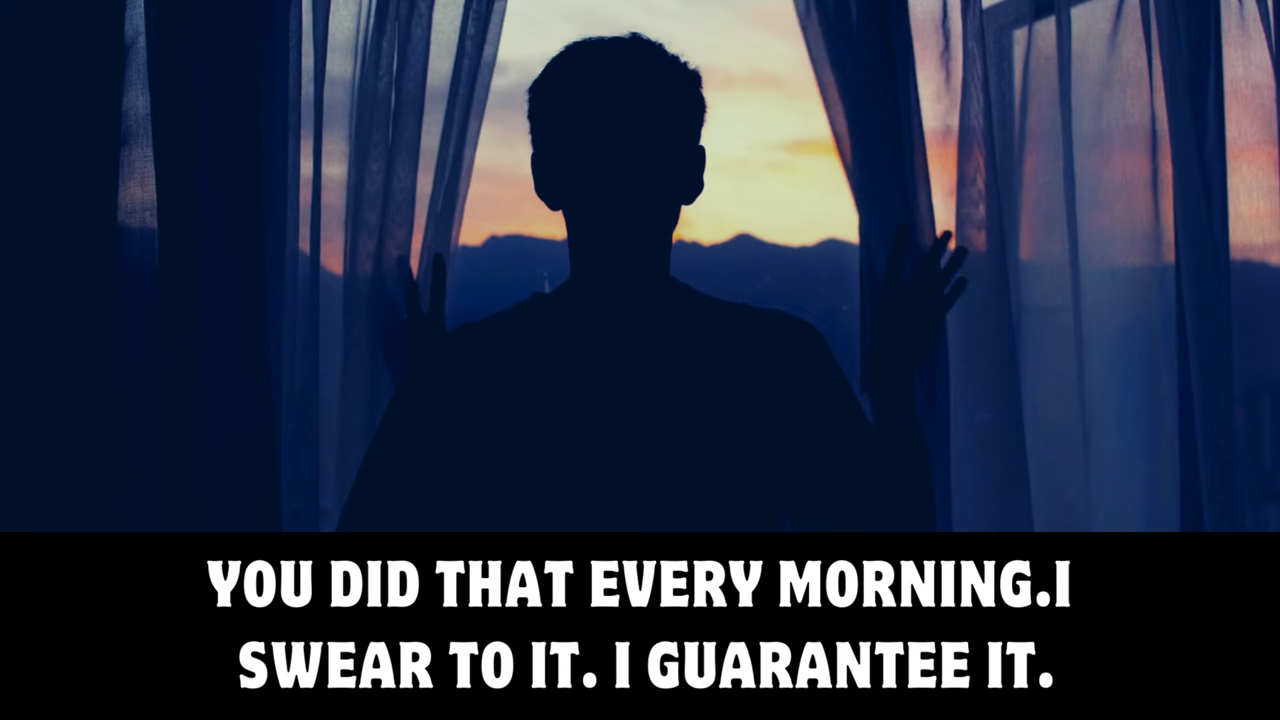 YOU DID THAT EVERY MORNING.I
SWEAR TO IT. I GUARANTEE IT.